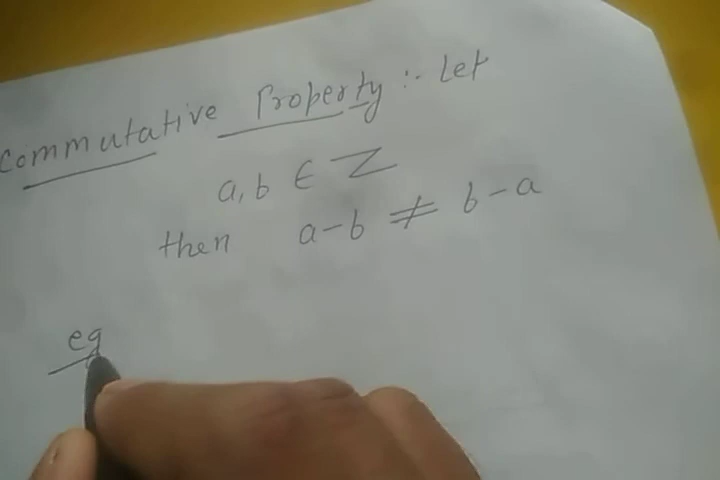 Commutative Property :- Let
a, b ∈ Z
then a-b ≠ b-a
eg